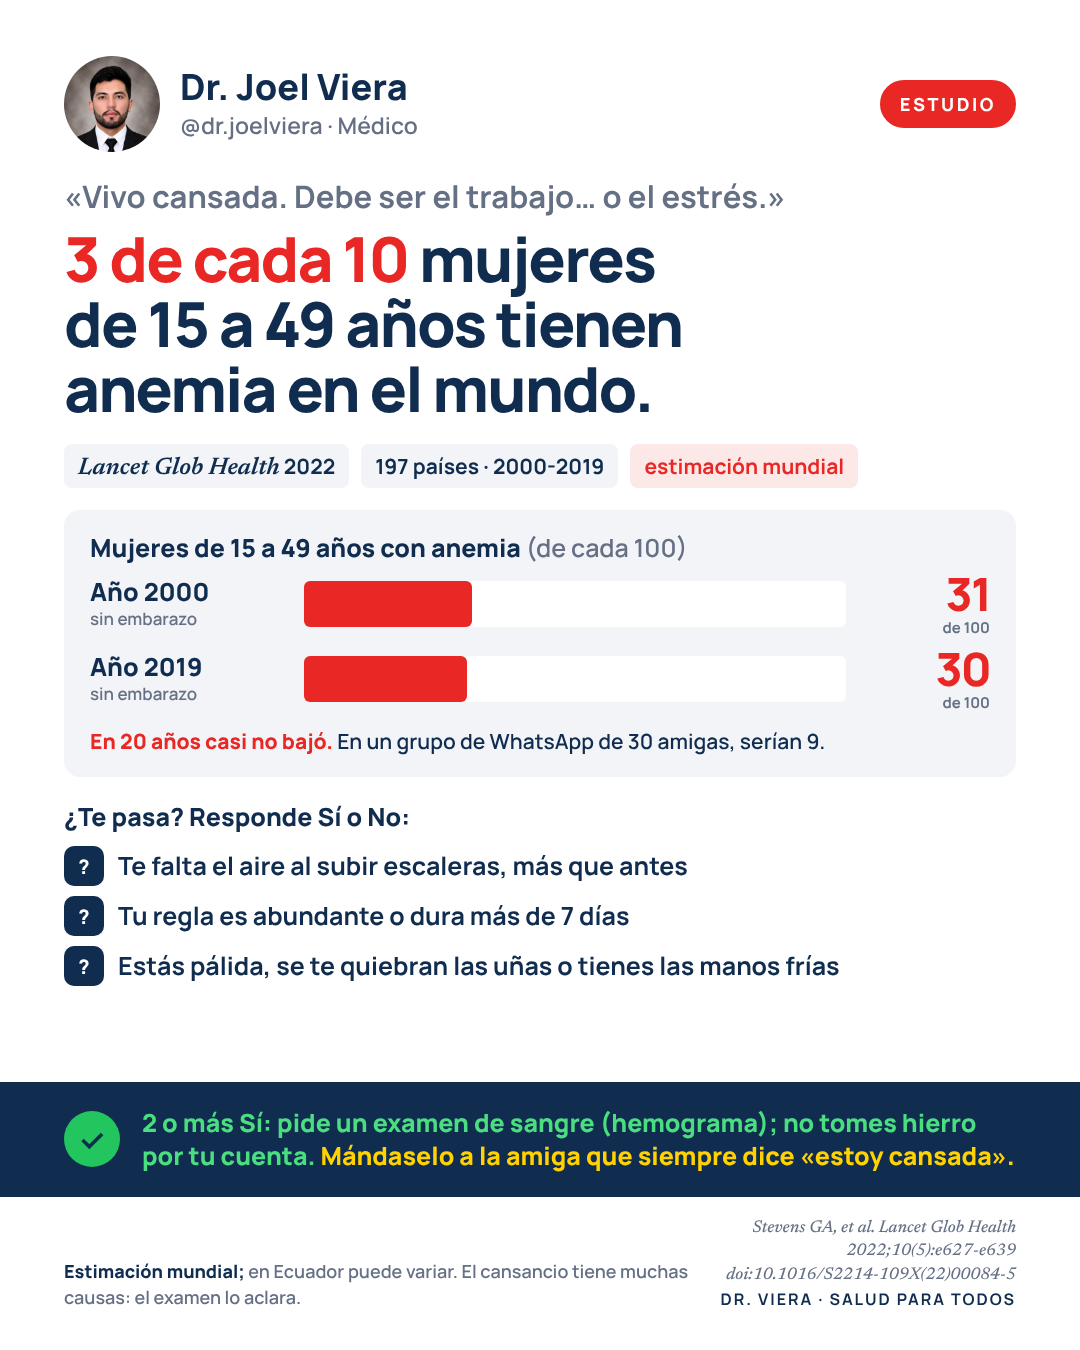 Dr. Joel Viera
@dr.joelviera · Médico
ESTUDIO
«Vivo cansada. Debe ser el trabajo... o el estrés.»
3 de cada 10 mujeres
de 15 a 49 años tienen
anemia en el mundo.
Lancet Glob Health 2022
197 países · 2000-2019
estimación mundial
Mujeres de 15 a 49 años con anemia (de cada 100)
Año 2000
sin embarazo
31
de 100
Año 2019
sin embarazo
30
de 100
En 20 años casi no bajó. En un grupo de WhatsApp de 30 amigas, serían 9.
¿Te pasa? Responde Sí o No:
? Te falta el aire al subir escaleras, más que antes
? Tu regla es abundante o dura más de 7 días
? Estás pálida, se te quiebran las uñas o tienes las manos frías
2 o más Sí: pide un examen de sangre (hemograma); no tomes hierro
por tu cuenta. Mándaselo a la amiga que siempre dice «estoy cansada».
Estimación mundial; en Ecuador puede variar. El cansancio tiene muchas
causas: el examen lo aclara.
Stevens GA, et al. Lancet Glob Health
2022;10(5):e627-e639
doi:10.1016/S2214-109X(22)00084-5
DR. VIERA · SALUD PARA TODOS